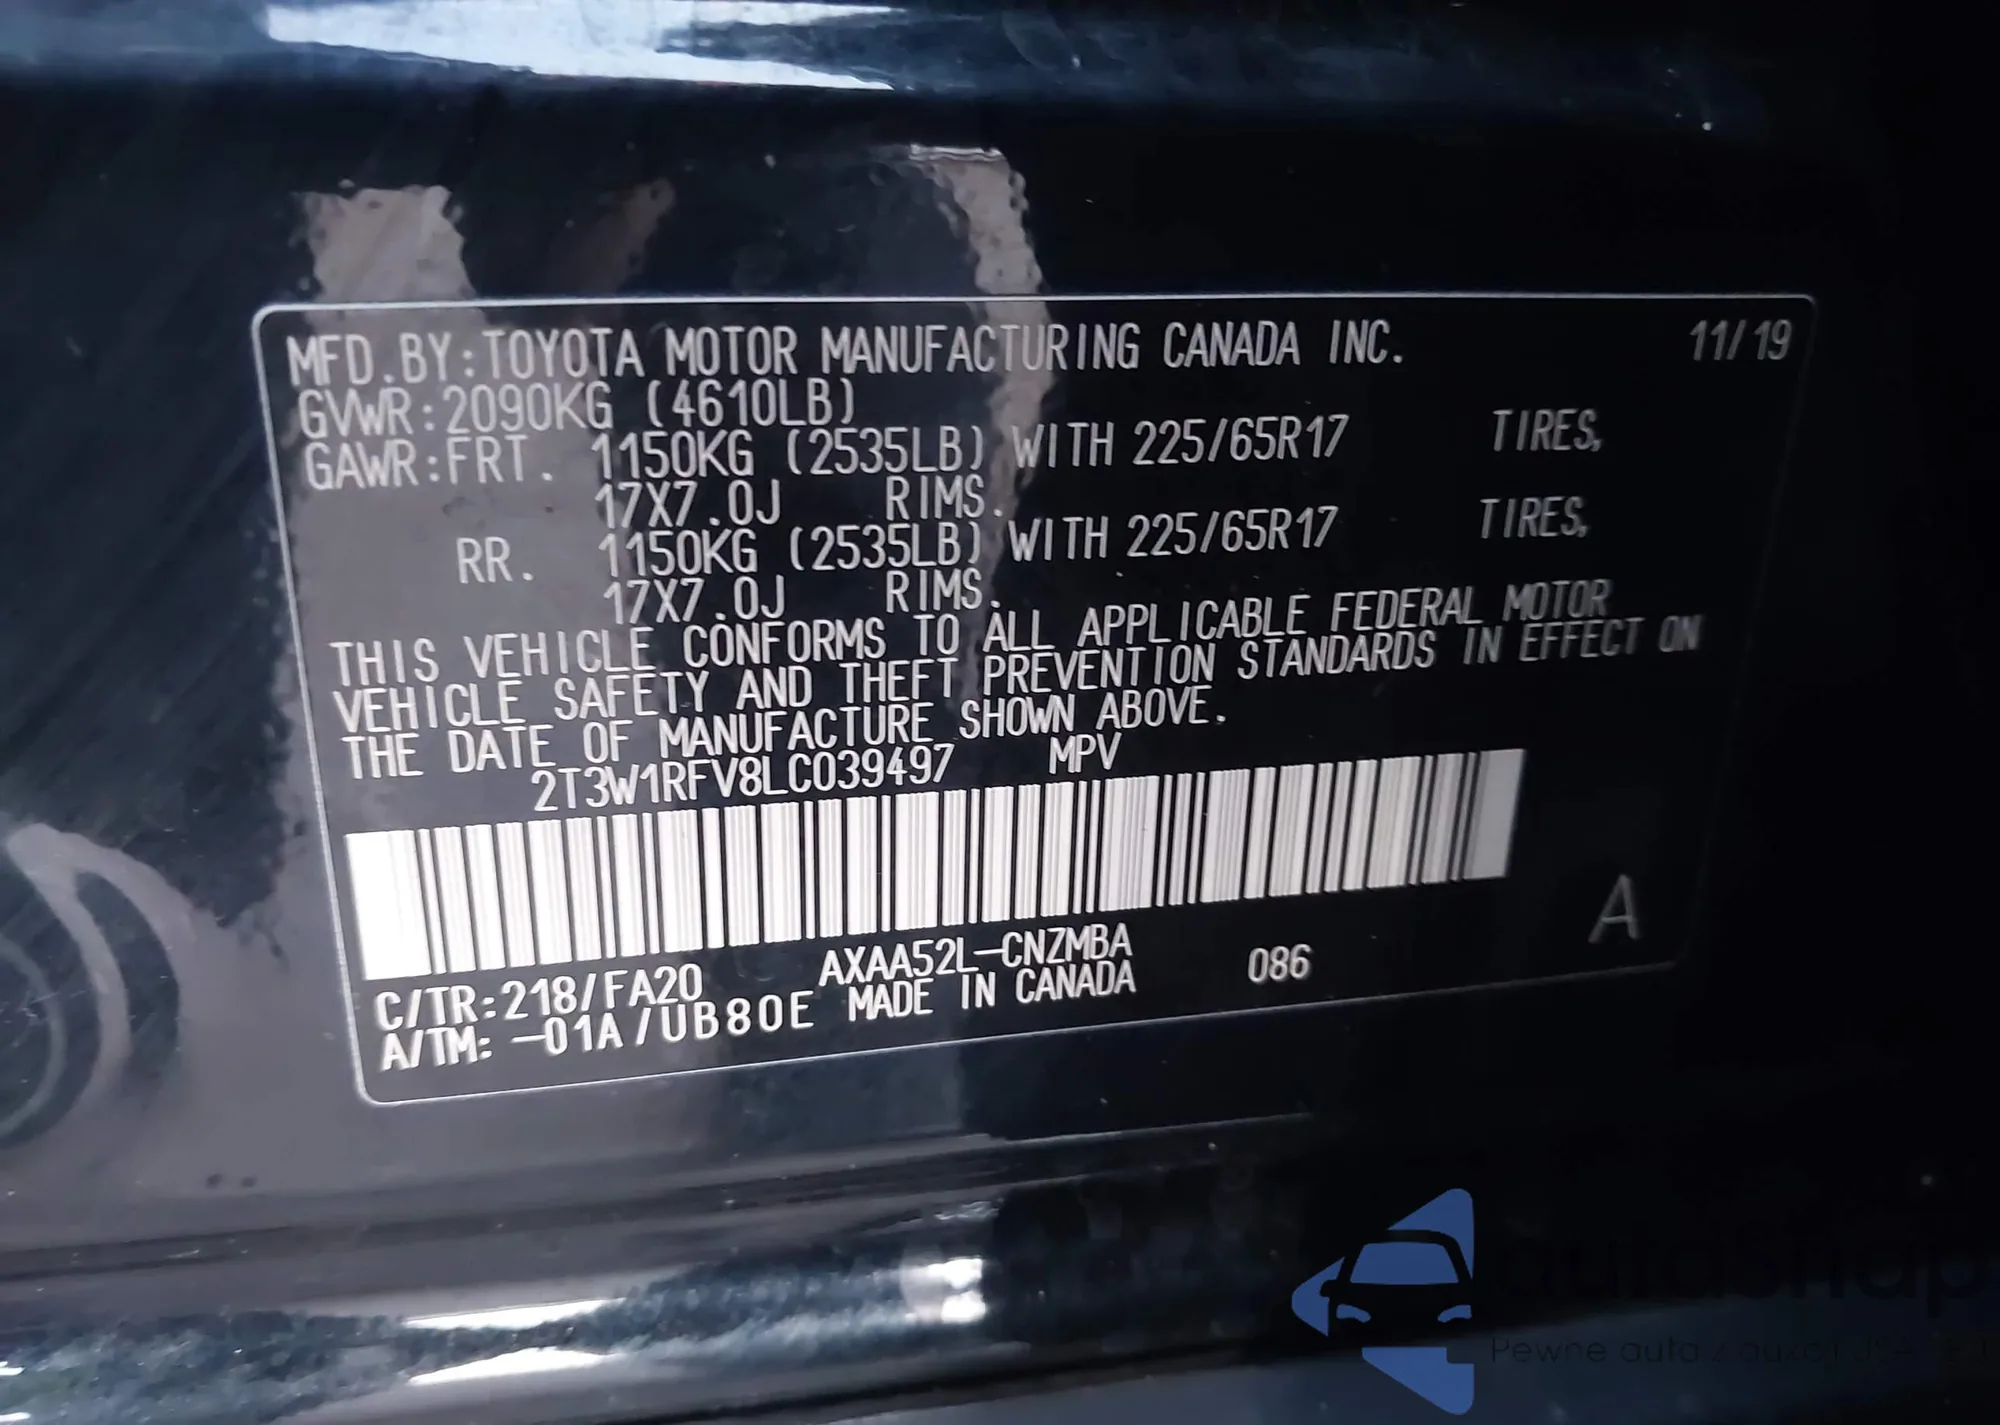 MFD.BY:TOYOTA MOTOR MANUFACTURING CANADA INC. 11/19
GVWR:2090KG (4610LB)
GAWR:FRT. 1150KG (2535LB) WITH 225/65R17 TIRES,
17X7.0J RIMS.
RR. 1150KG (2535LB) WITH 225/65R17 TIRES,
17X7.0J RIMS.
THIS VEHICLE CONFORMS TO ALL APPLICABLE FEDERAL MOTOR
VEHICLE SAFETY AND THEFT PREVENTION STANDARDS IN EFFECT ON
THE DATE OF MANUFACTURE SHOWN ABOVE.
2T3W1RFV8LC039497 MPV
A
C/TR:218/FA20 AXAA52L-CNZMBA 086
A/TM: -01A/UB80E MADE IN CANADA
Pewne auta z